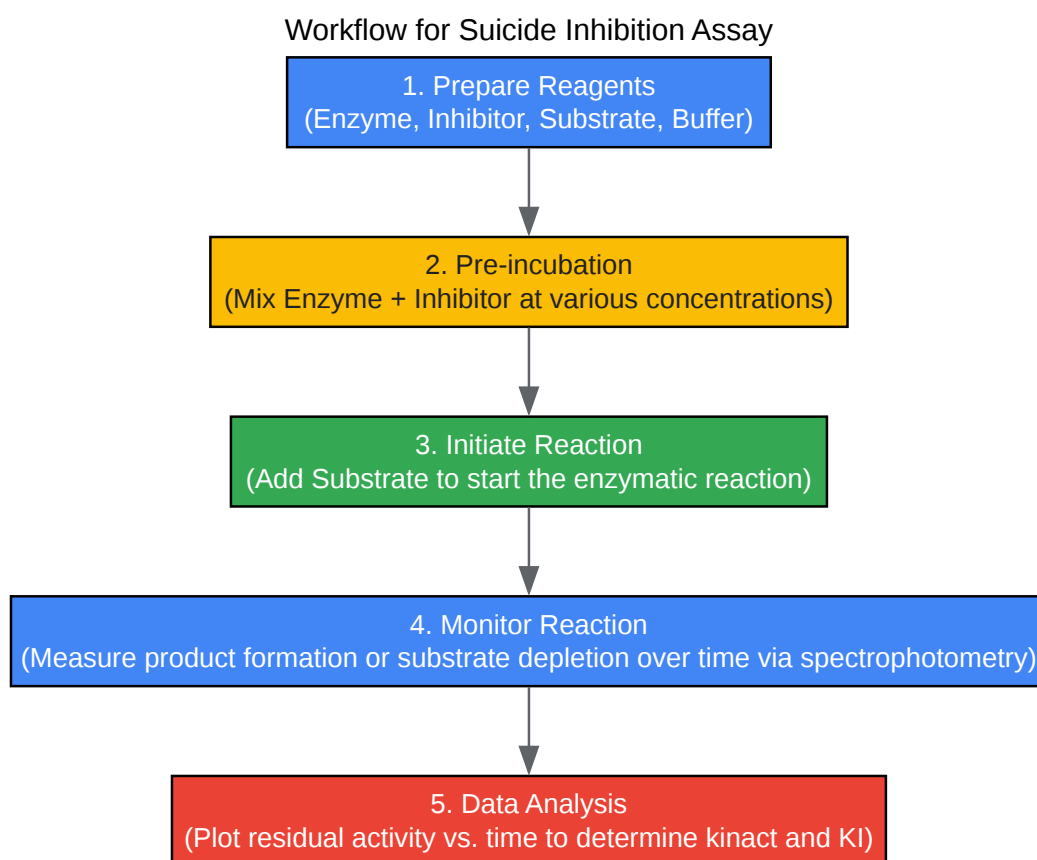 Workflow for Suicide Inhibition Assay
1. Prepare Reagents
(Enzyme, Inhibitor, Substrate, Buffer)
2. Pre-incubation
(Mix Enzyme + Inhibitor at various concentrations)
3. Initiate Reaction
(Add Substrate to start the enzymatic reaction)
4. Monitor Reaction
(Measure product formation or substrate depletion over time via spectrophotometry)
5. Data Analysis
(Plot residual activity vs. time to determine kinact and KI)